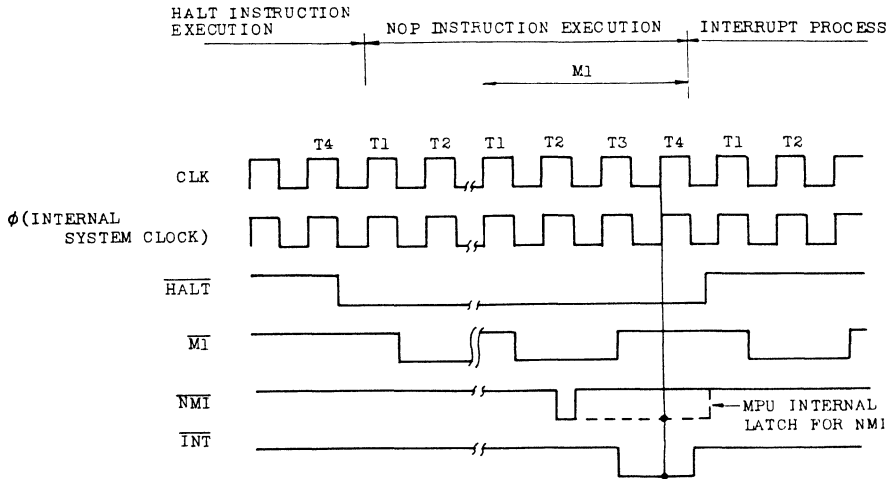 HALT INSTRUCTION
EXECUTION
NOP INSTRUCTION EXECUTION
INTERRUPT PROCESS
M1
T4 T1 T2 T1 T2 T3 T4 T1 T2
CLK
ϕ(INTERNAL
SYSTEM CLOCK)
HALT
M1
NMI
MPU INTERNAL
LATCH FOR NMI
INT